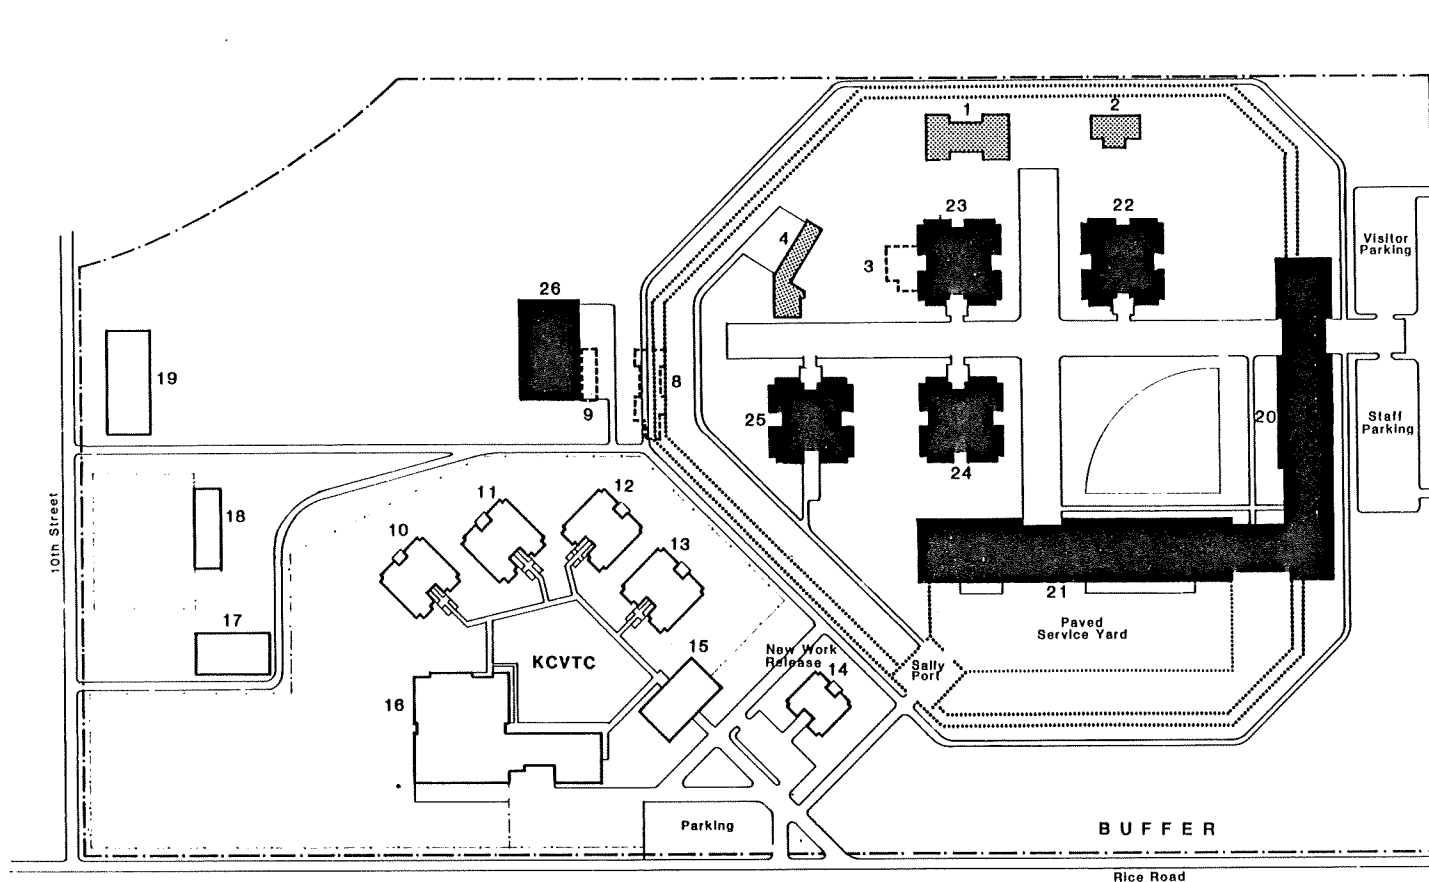 1
2
23
22
4
3
Visitor
Parking
26
19
8
9
25
20
Staff
Parking
24
12
11
18
10th Street
10
13
21
17
Paved
Service Yard
15
New Work
Release
KCVTC
Sally
Port
14
16
Parking
BUFFER
Rice Road